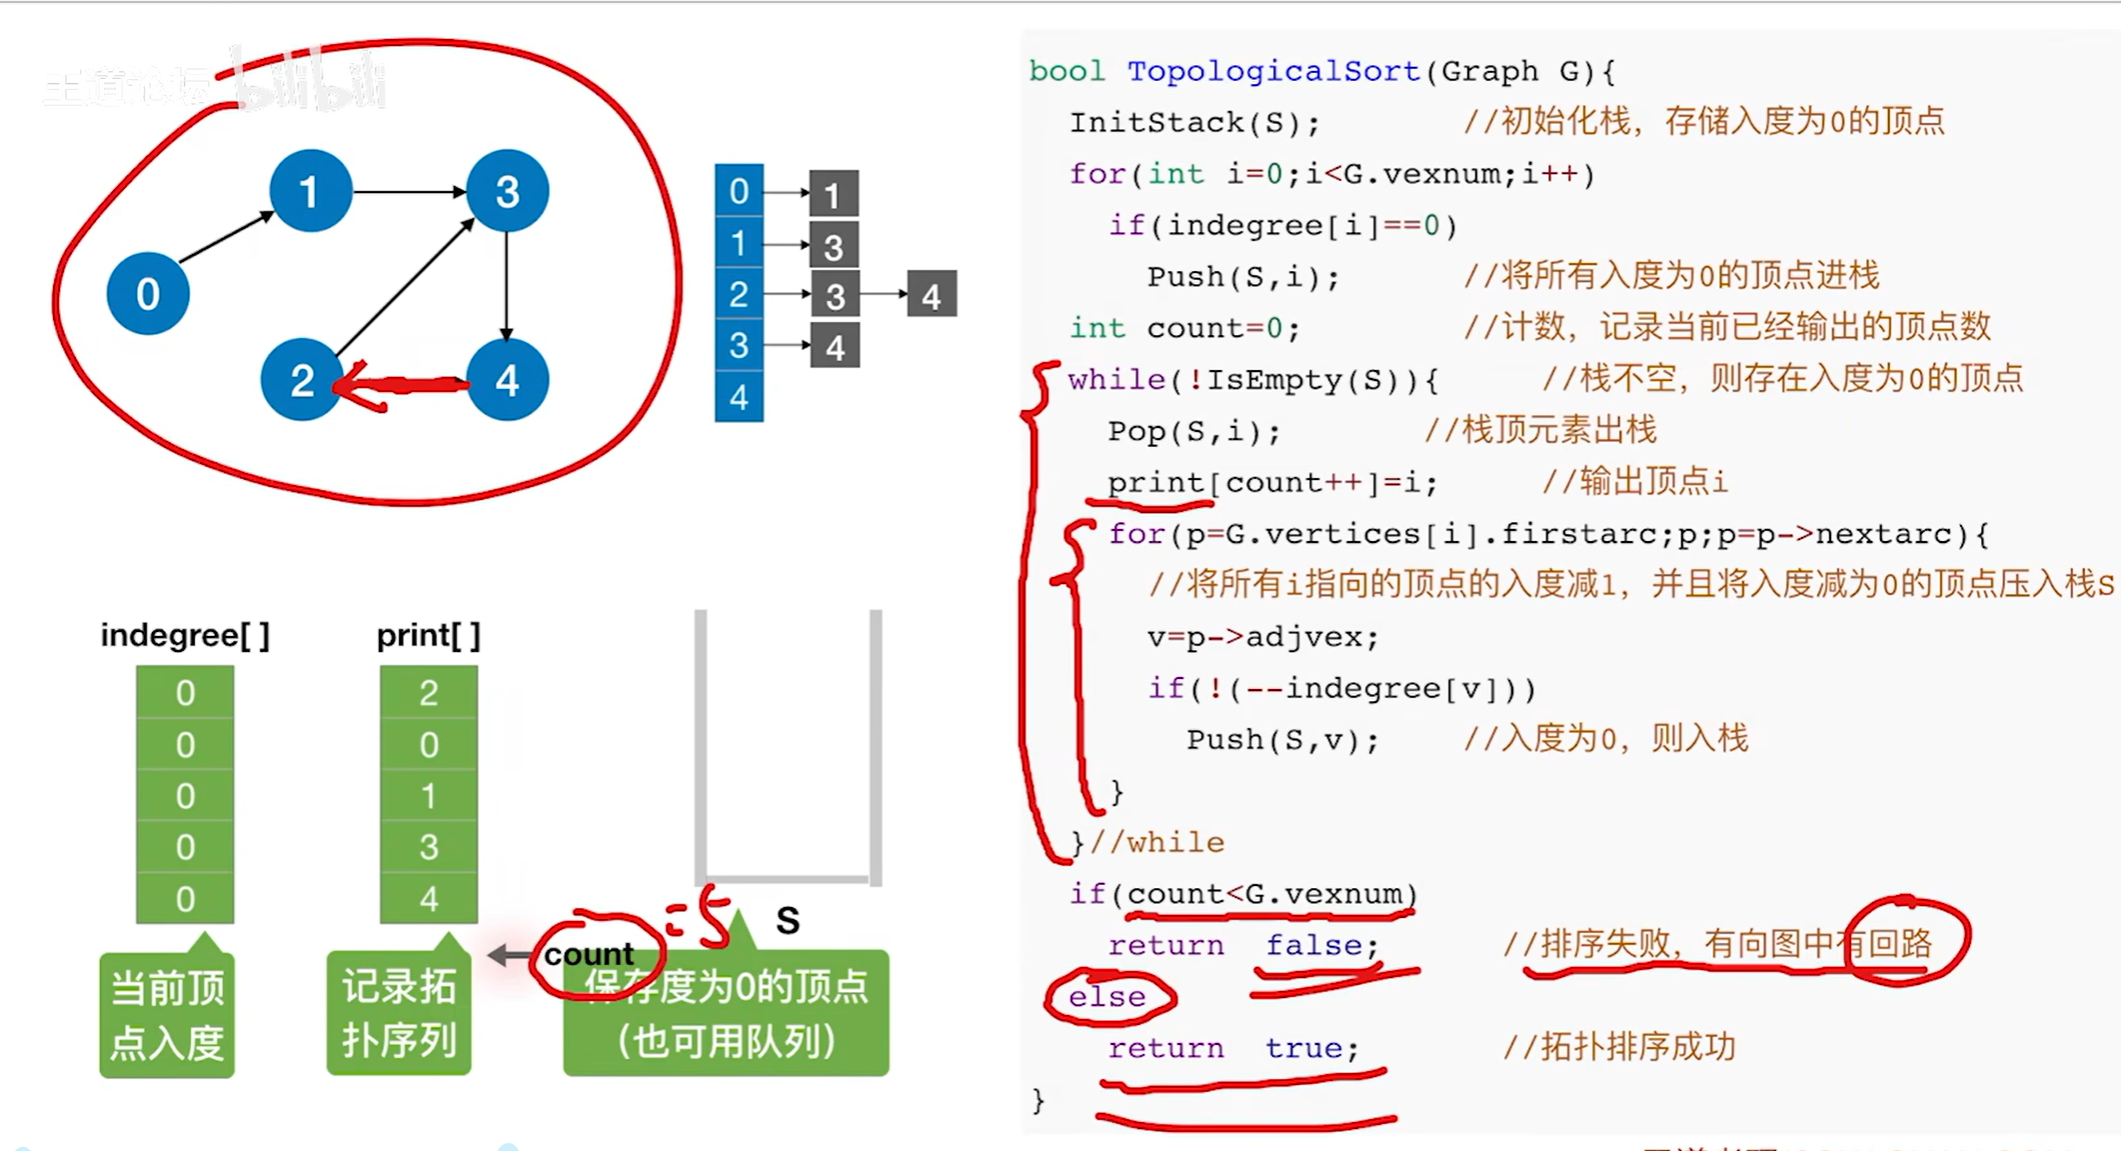 王道论坛 bilibili
0
1
3
2
4
0 1
1 3
2 3 4
3 4
4
indegree[ ]
0
0
0
0
0
当前顶
点入度
print[ ]
2
0
1
3
4
记录拓
扑序列
count =5
S
保存度为0的顶点
（也可用队列）
bool TopologicalSort(Graph G){
InitStack(S); //初始化栈，存储入度为0的顶点
for(int i=0;i<G.vexnum;i++)
if(indegree[i]==0)
Push(S,i); //将所有入度为0的顶点进栈
int count=0; //计数，记录当前已经输出的顶点数
while(!IsEmpty(S)){ //栈不空，则存在入度为0的顶点
Pop(S,i); //栈顶元素出栈
print[count++]=i; //输出顶点i
for(p=G.vertices[i].firstarc;p;p=p->nextarc){
//将所有i指向的顶点的入度减1，并且将入度减为0的顶点压入栈S
v=p->adjvex;
if(!(--indegree[v]))
Push(S,v); //入度为0，则入栈
}
}//while
if(count<G.vexnum)
return false; //排序失败，有向图中有回路
else
return true; //拓扑排序成功
}